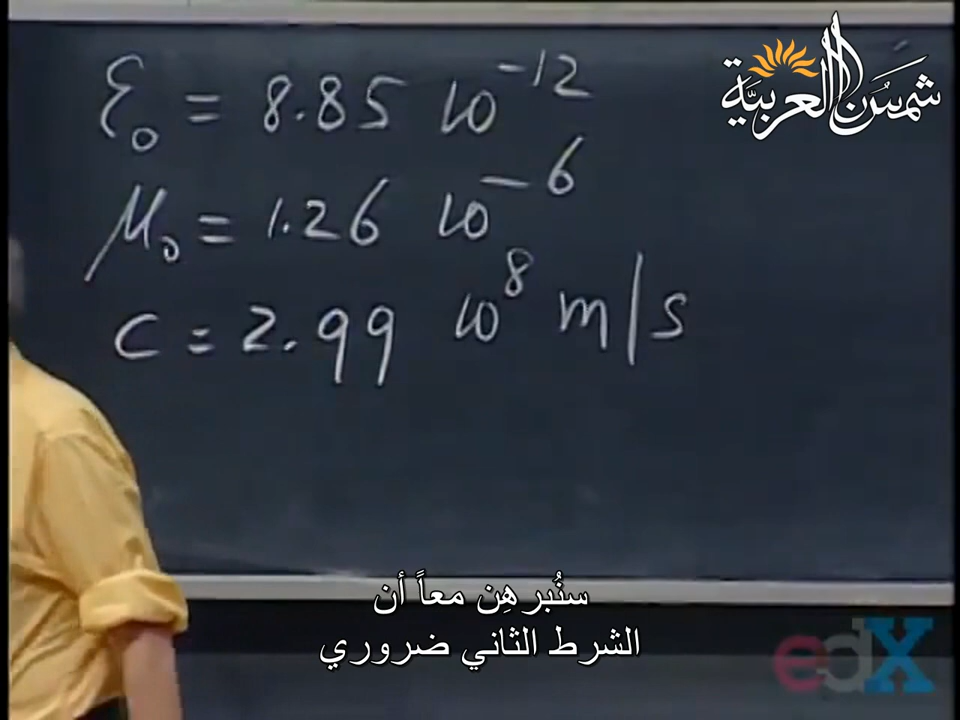 شمسُ العربيّة
ε₀ = 8.85 10⁻¹²
μ₀ = 1.26 10⁻⁶
c = 2.99 10⁸ m/s
سنُبرهِن معاً أن
الشرط الثاني ضروري
edX